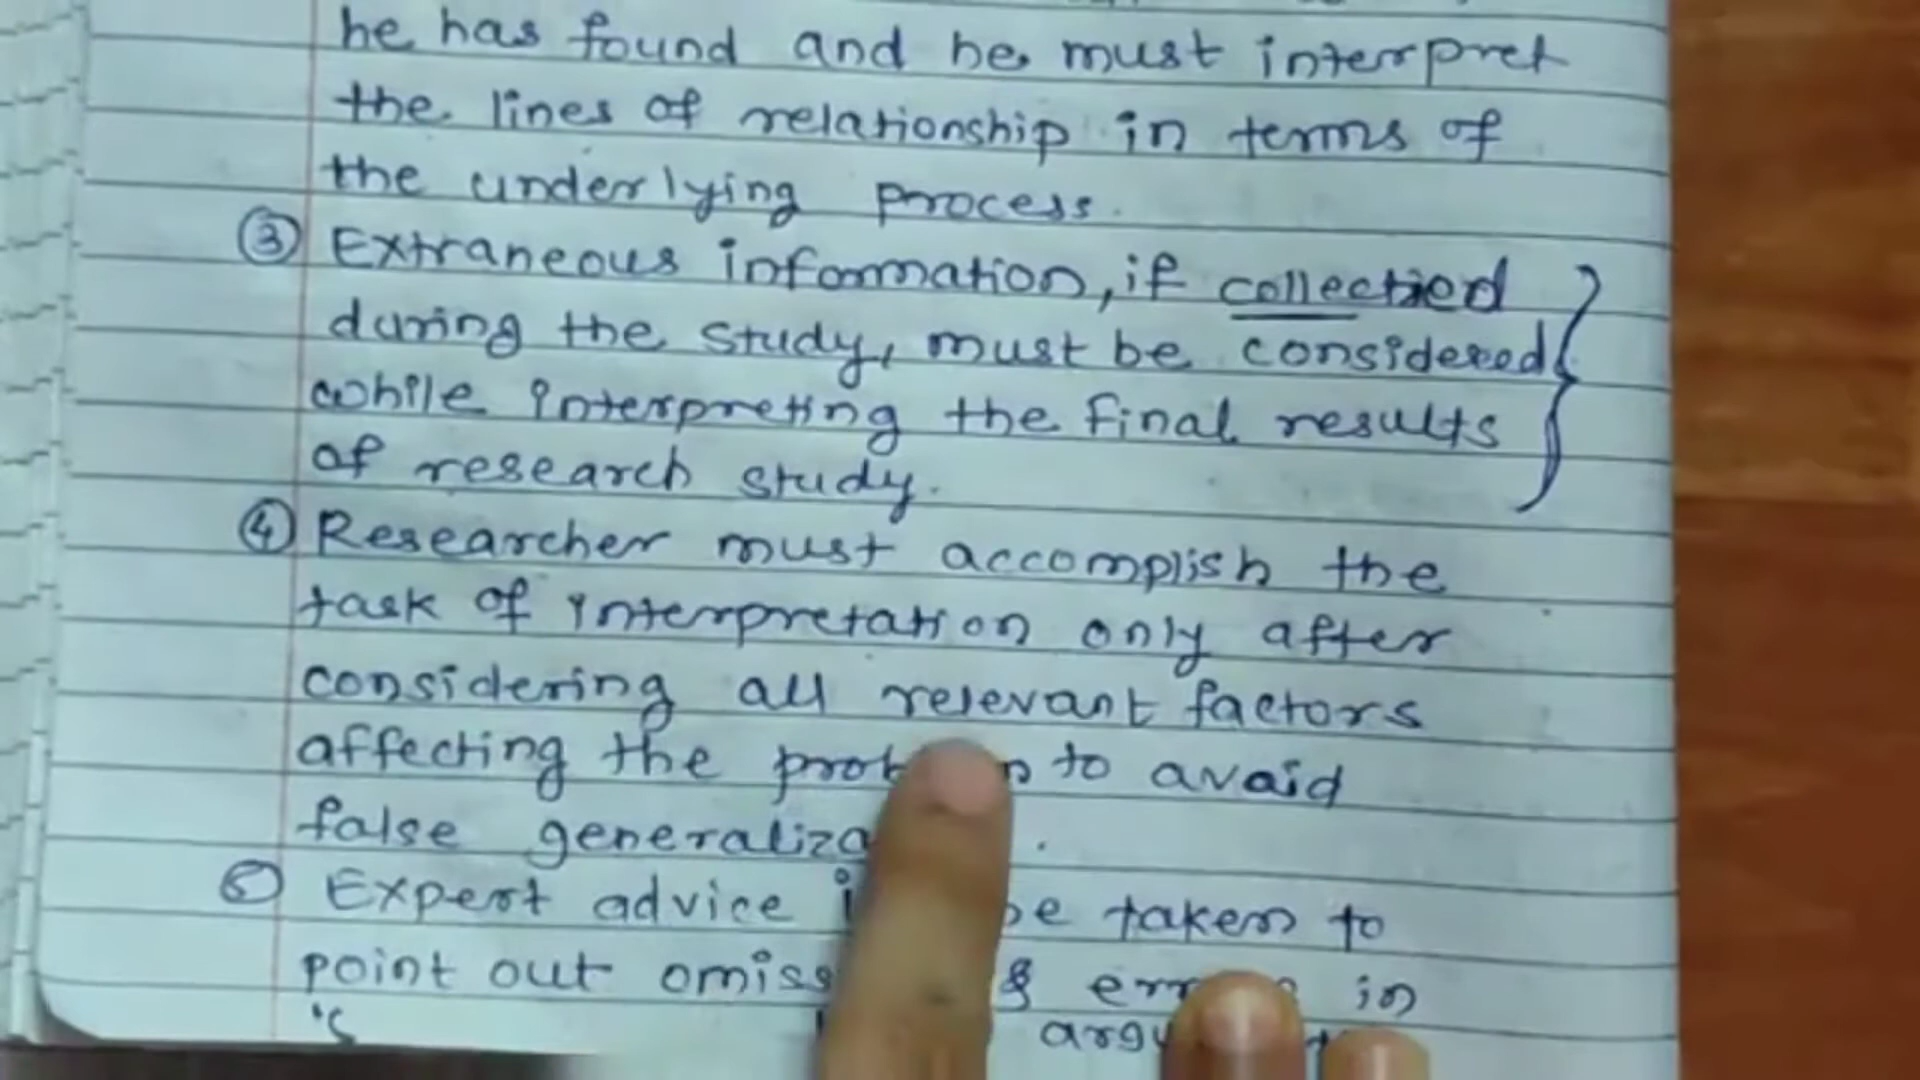 he has found and he must interpret
the lines of relationship in terms of
the underlying process.
③ Extraneous information, if collectied
during the study, must be considered
while interpreting the final results
of research study.
④ Researcher must accomplish the
task of interpretation only after
considering all relevant factors
affecting the to avoid
false
⑤ Expert advice taken to
point out & in